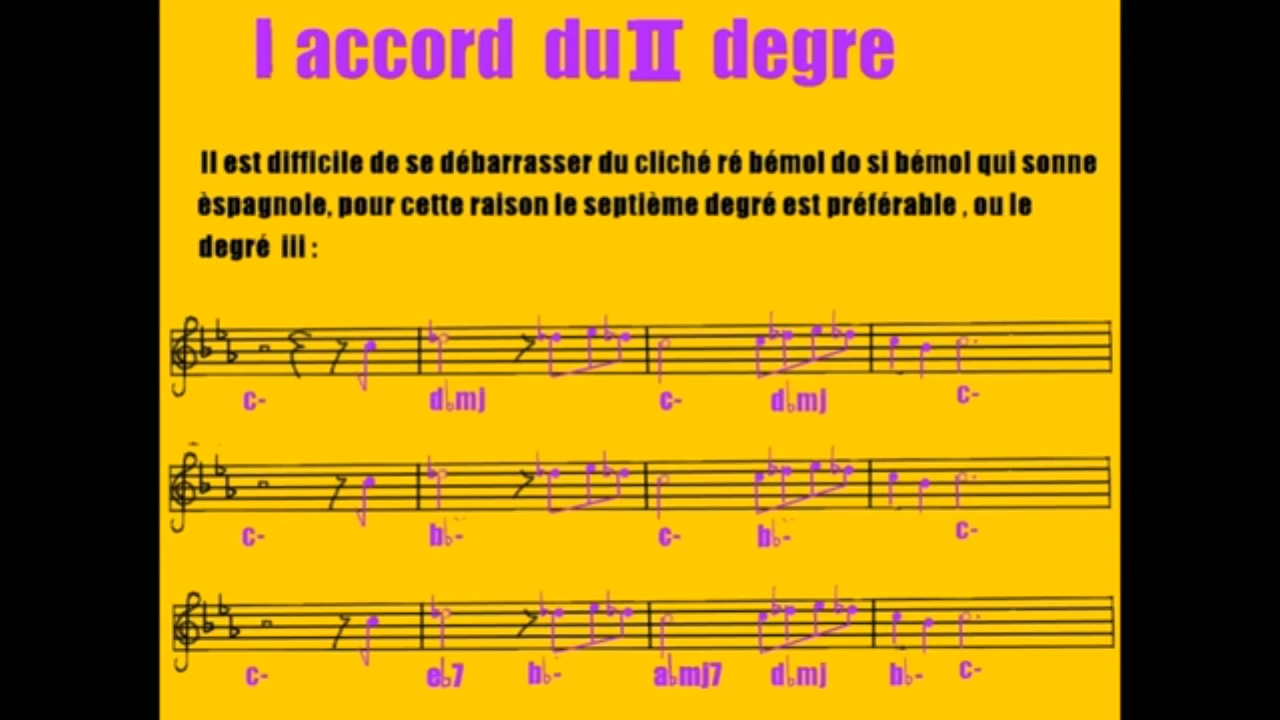 l accord du II degre
Il est difficile de se débarrasser du cliché ré bémol do si bémol qui sonne
èspagnole, pour cette raison le septième degré est préférable , ou le
degré iii :
c- d♭mj c- d♭mj c-
c- b♭- c- b♭- c-
c- e♭7 b♭- a♭mj7 d♭mj b♭- c-